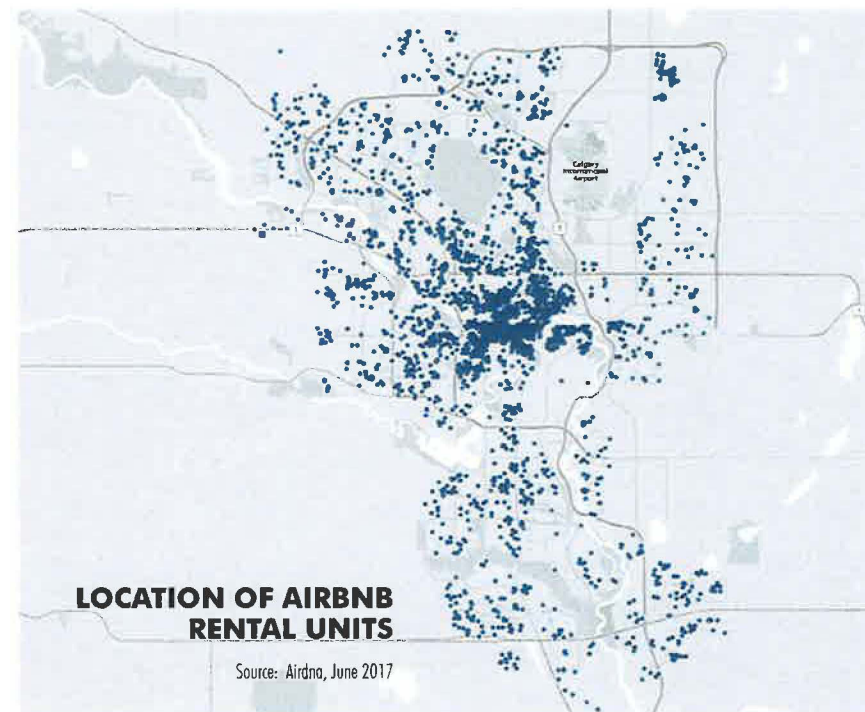 Calgary
International
Airport
LOCATION OF AIRBNB
RENTAL UNITS
Source: Airdna, June 2017